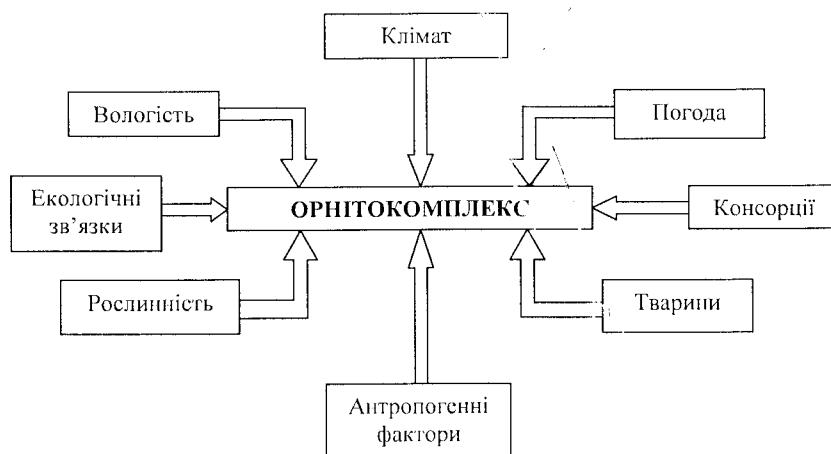 Клімат
Вологість
Погода
Екологічні
зв’язки
ОРНІТОКОМПЛЕКС
Консорції
Рослинність
Тварини
Антропогенні
фактори